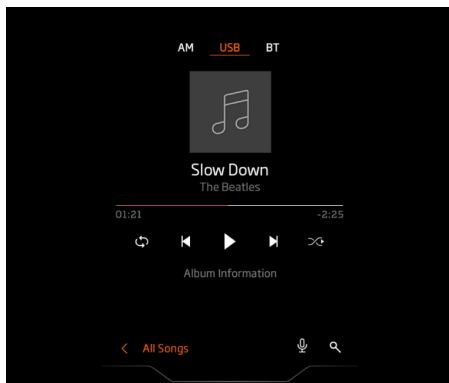 AM USB BT
Slow Down
The Beatles
01:21 -2:25
Album Information
All Songs